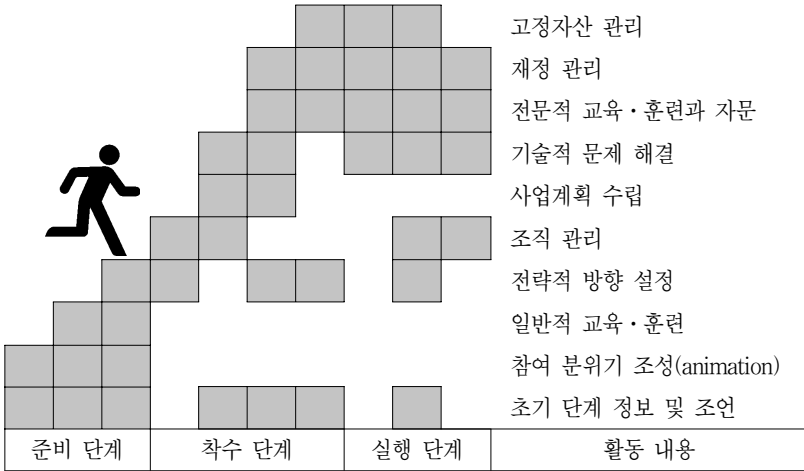 고정자산 관리
재정 관리
전문적 교육・훈련과 자문
기술적 문제 해결
사업계획 수립
조직 관리
전략적 방향 설정
일반적 교육・훈련
참여 분위기 조성(animation)
초기 단계 정보 및 조언
준비 단계 착수 단계 실행 단계 활동 내용